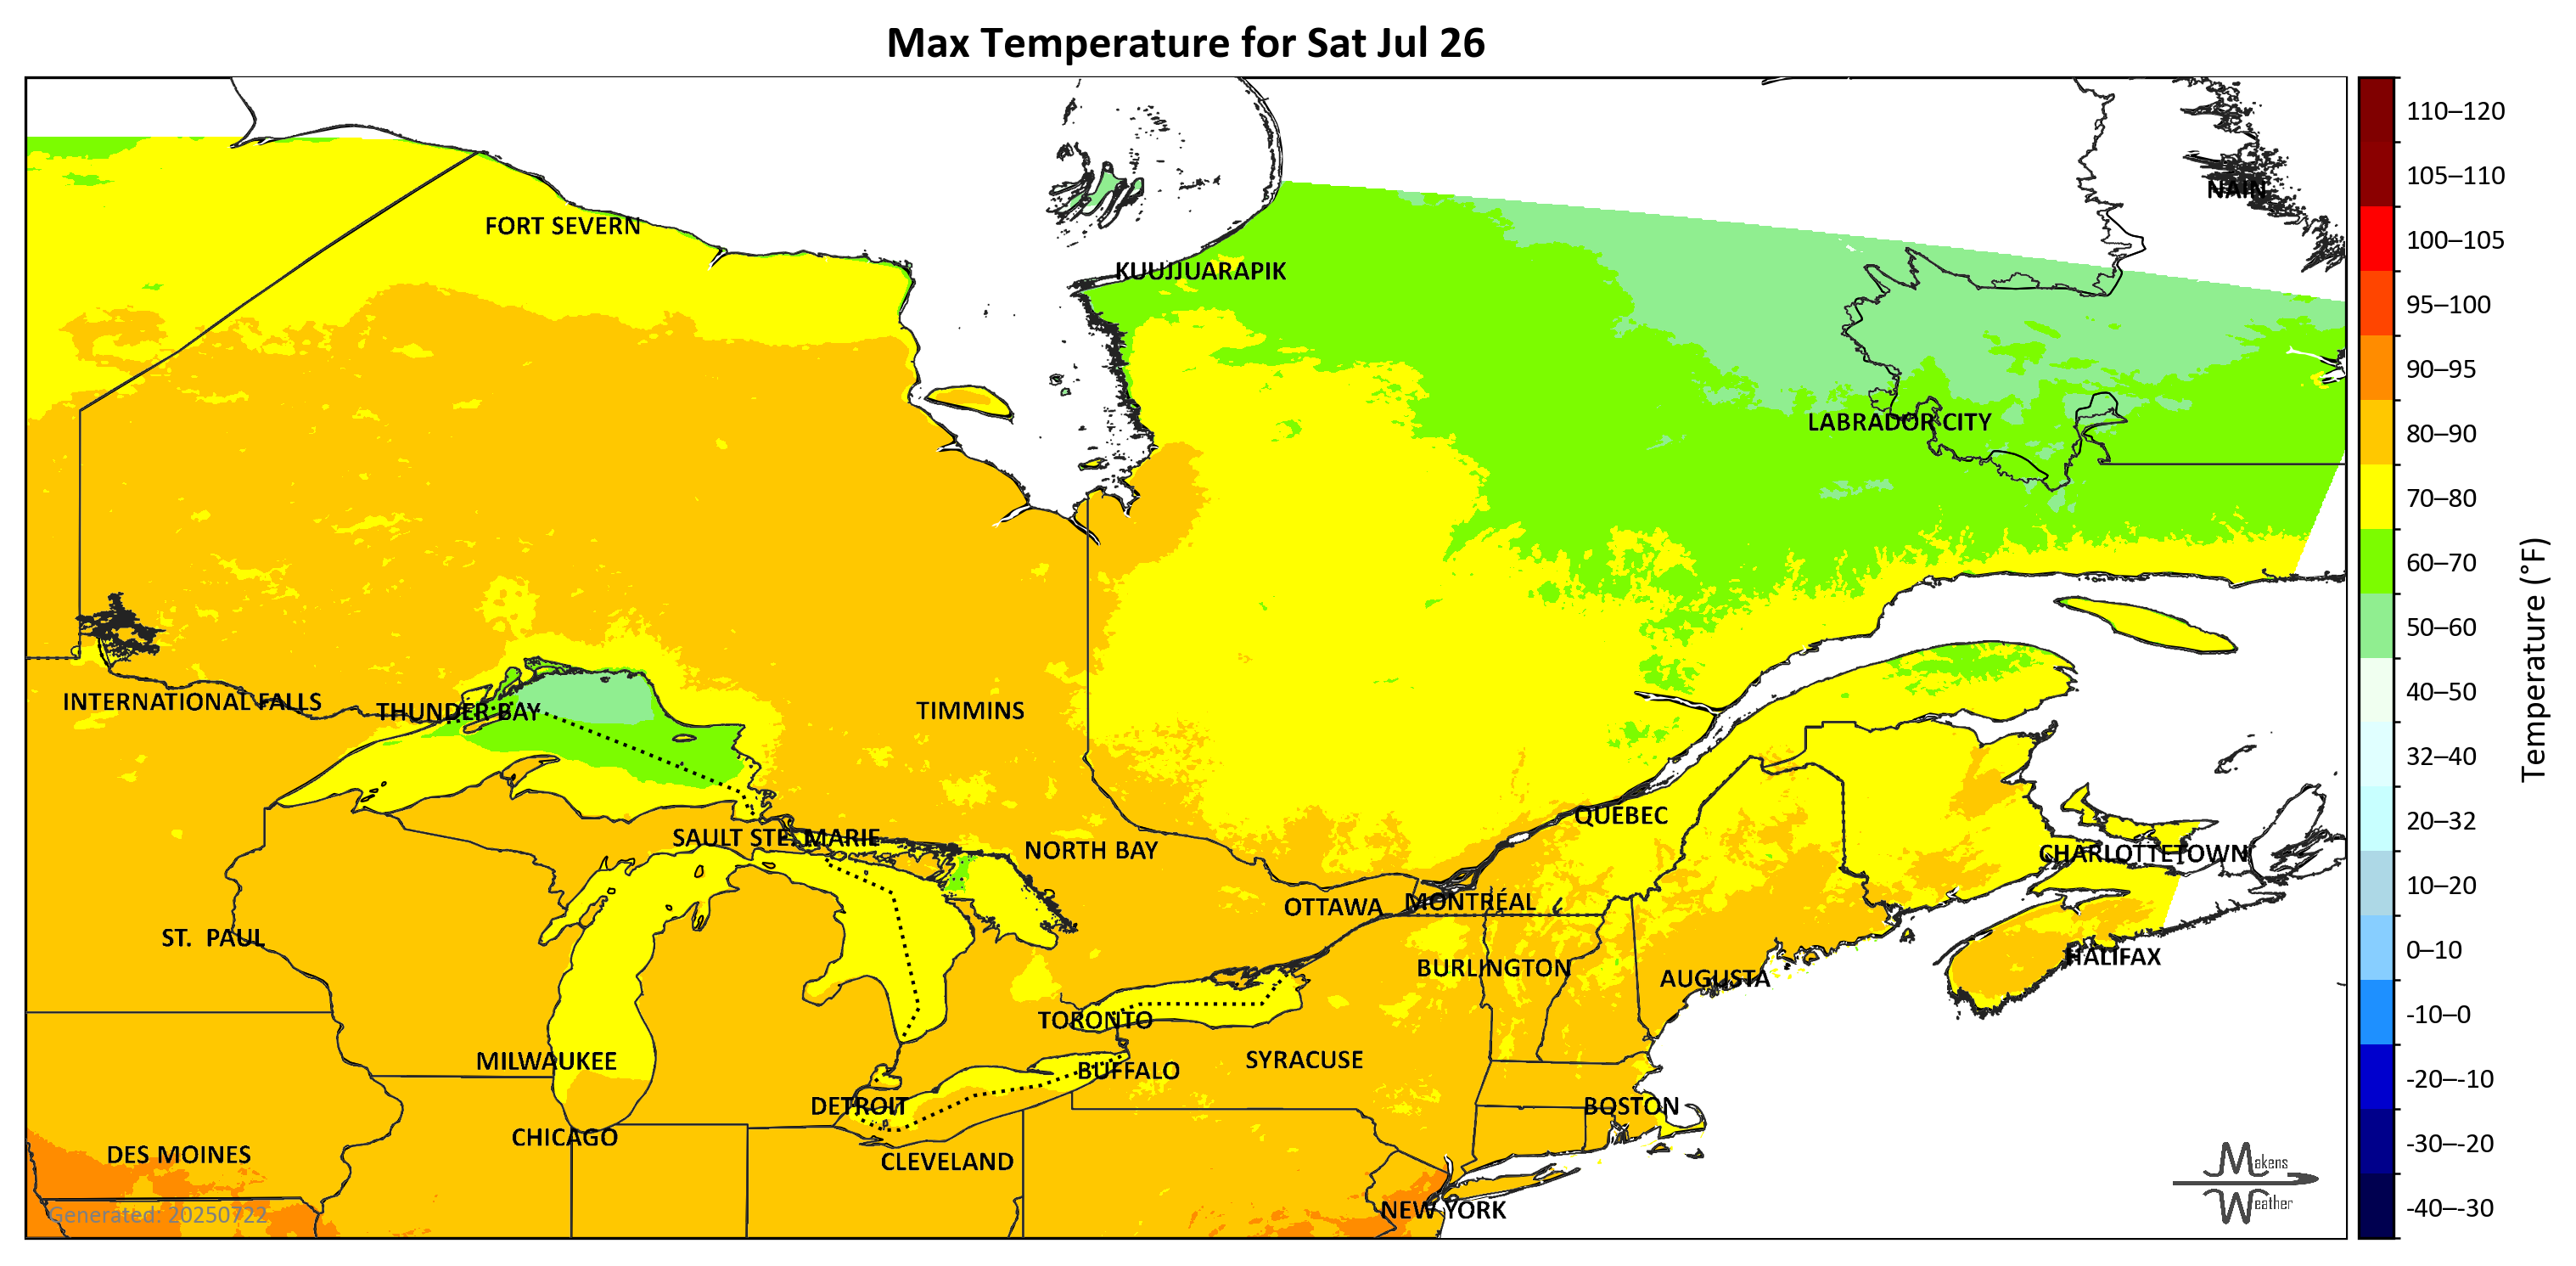 Max Temperature for Sat Jul 26
NAIN
FORT SEVERN
KUUJJUARAPIK
LABRADOR CITY
INTERNATIONAL FALLS
THUNDER BAY
TIMMINS
QUEBEC
SAULT STE. MARIE
NORTH BAY
CHARLOTTETOWN
OTTAWA
MONTRÉAL
ST. PAUL
HALIFAX
BURLINGTON
AUGUSTA
TORONTO
MILWAUKEE
SYRACUSE
BUFFALO
DETROIT
BOSTON
CHICAGO
DES MOINES
CLEVELAND
NEW YORK
Generated: 20250722
Makens
Weather
110–120
105–110
100–105
95–100
90–95
80–90
70–80
60–70
50–60
40–50
32–40
20–32
10–20
0–10
-10–0
-20–-10
-30–-20
-40–-30
Temperature (°F)